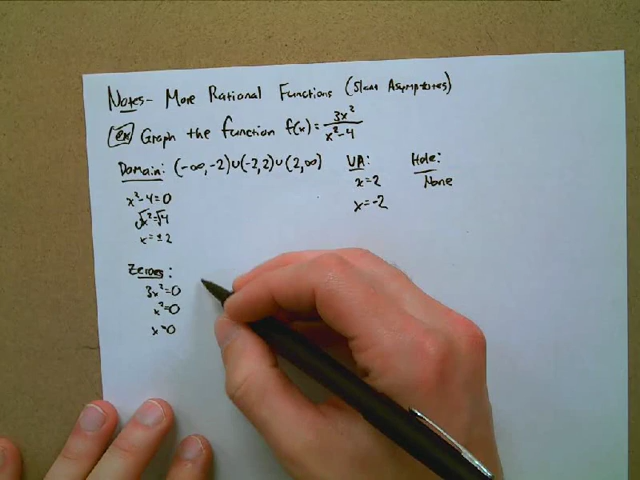 Notes- More Rational Functions (Slant Asymptotes)
ex Graph the function f(x)= 3x²/x²-4
Domain: (-∞,-2)∪(-2,2)∪(2,∞) VA: Hole:
x²-4=0 x=2 None
√x²=√4 x=-2
x=±2
Zeroes:
3x²=0
x²=0
x=0